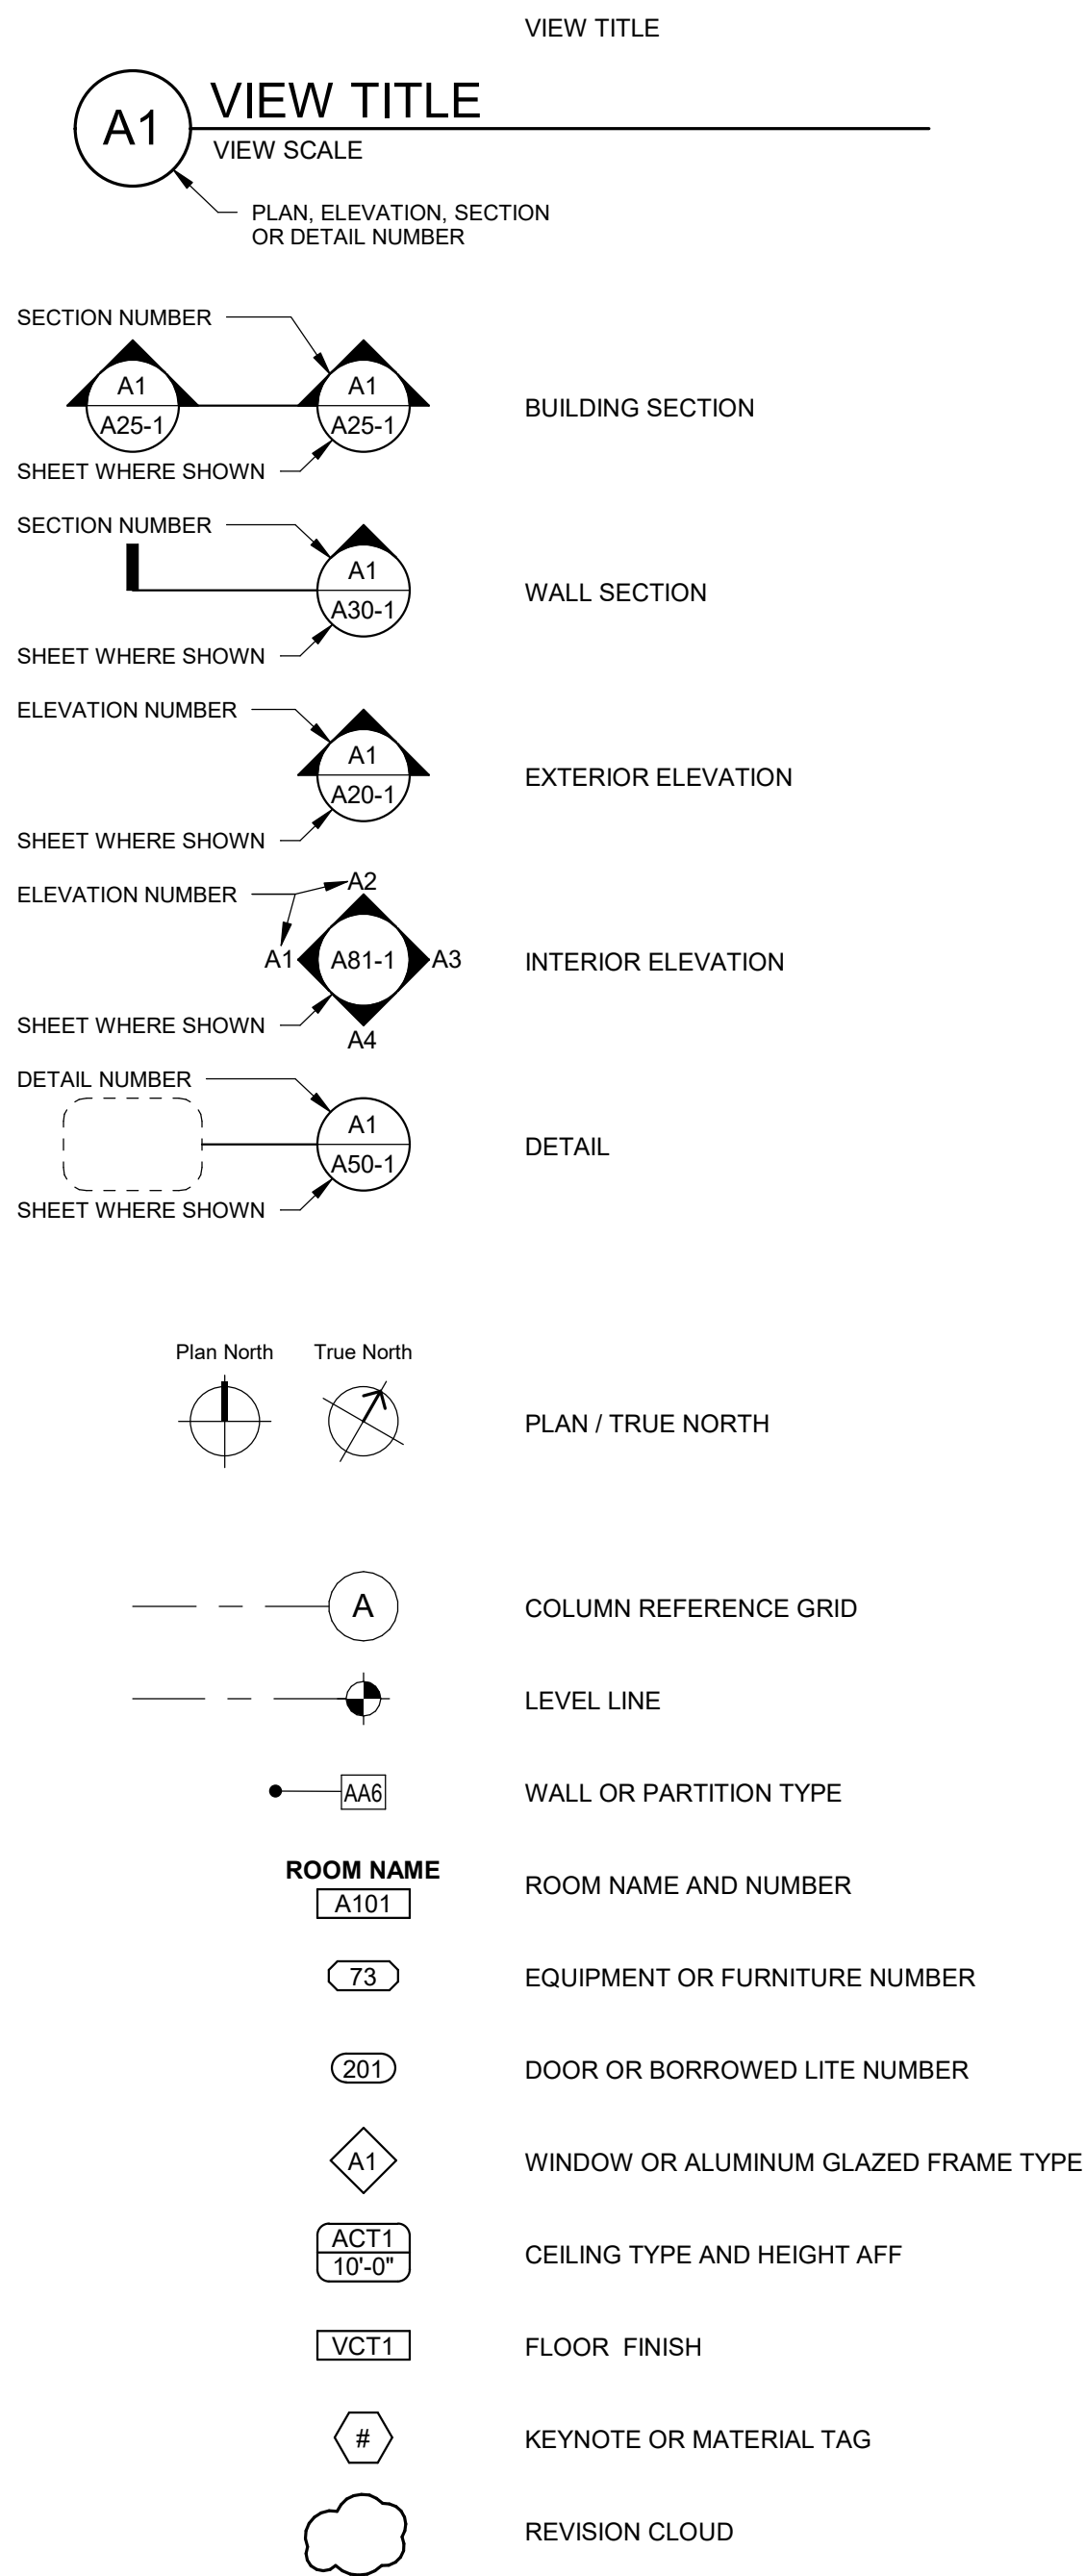 VIEW TITLE
A1
VIEW TITLE
VIEW SCALE
PLAN, ELEVATION, SECTION
OR DETAIL NUMBER
SECTION NUMBER
A1
A25-1
A1
A25-1
BUILDING SECTION
SHEET WHERE SHOWN
SECTION NUMBER
A1
A30-1
WALL SECTION
SHEET WHERE SHOWN
ELEVATION NUMBER
A1
A20-1
EXTERIOR ELEVATION
SHEET WHERE SHOWN
ELEVATION NUMBER
A2
A1
A81-1
A3
INTERIOR ELEVATION
SHEET WHERE SHOWN
A4
DETAIL NUMBER
A1
A50-1
DETAIL
SHEET WHERE SHOWN
Plan North
True North
PLAN / TRUE NORTH
A
COLUMN REFERENCE GRID
LEVEL LINE
AA6
WALL OR PARTITION TYPE
ROOM NAME
A101
ROOM NAME AND NUMBER
73
EQUIPMENT OR FURNITURE NUMBER
201
DOOR OR BORROWED LITE NUMBER
A1
WINDOW OR ALUMINUM GLAZED FRAME TYPE
ACT1
10'-0"
CEILING TYPE AND HEIGHT AFF
VCT1
FLOOR  FINISH
#
KEYNOTE OR MATERIAL TAG
REVISION CLOUD